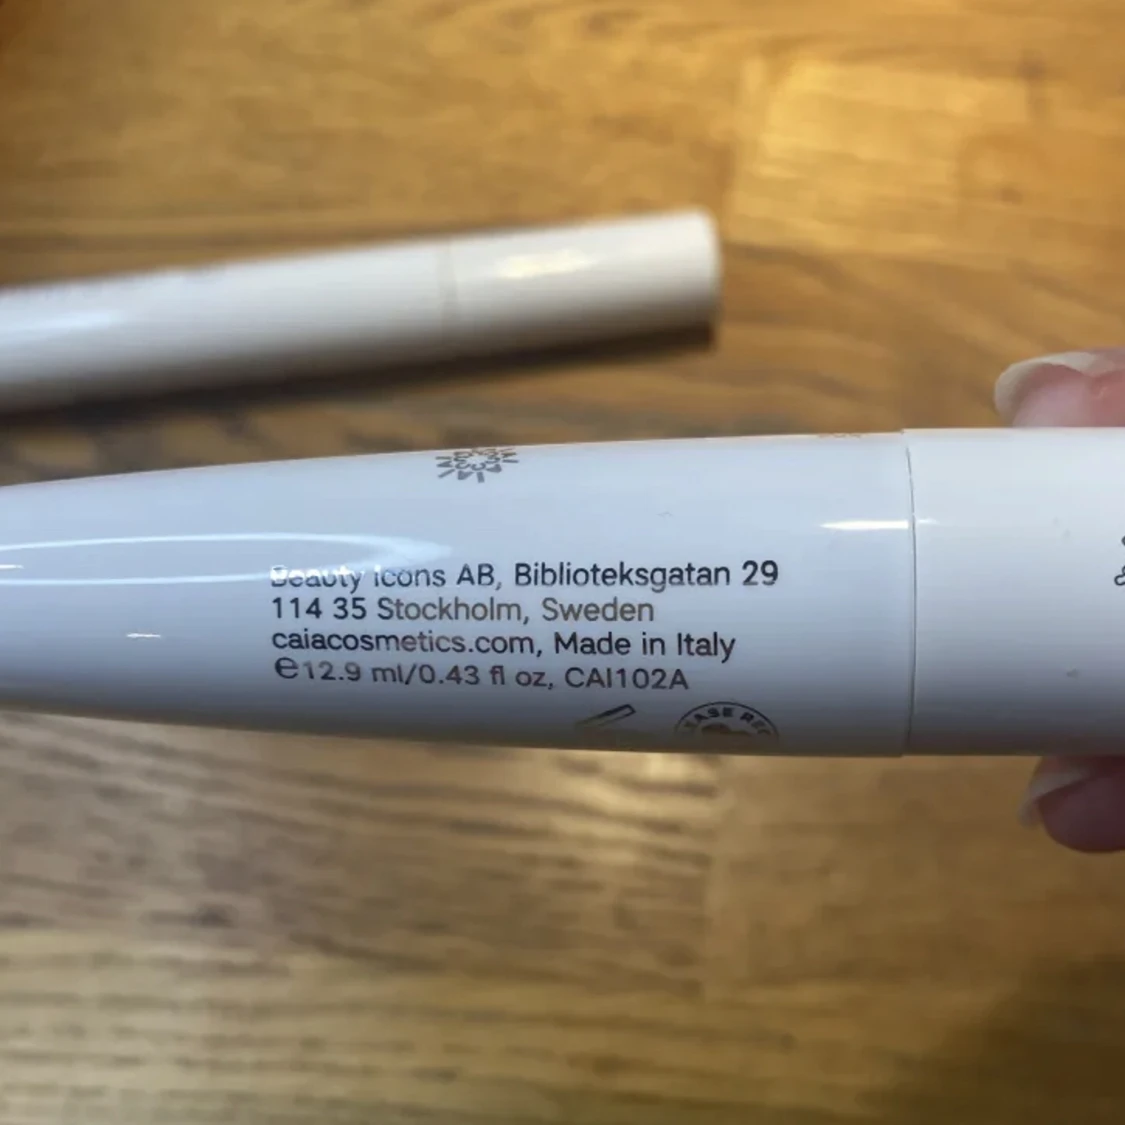 Beauty Icons AB, Biblioteksgatan 29
114 35 Stockholm, Sweden
caiacosmetics.com, Made in Italy
℮12.9 ml/0.43 fl oz, CAI102A